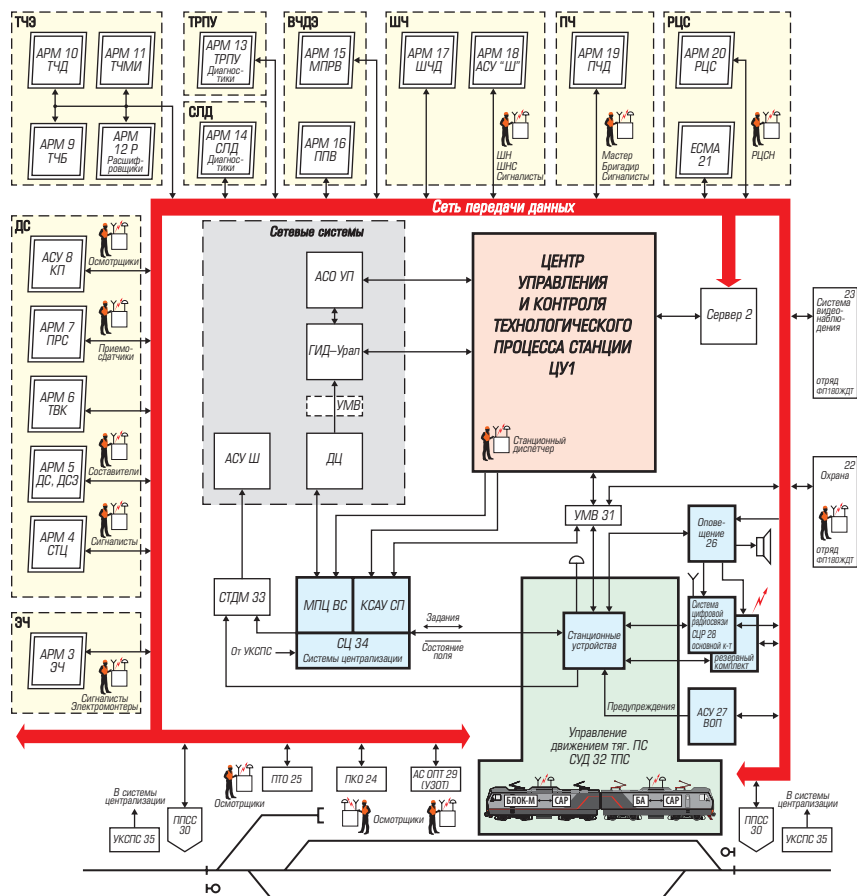 ТЧЭ
АРМ 10
ТЧД
АРМ 11
ТЧМИ
АРМ 9
ТЧБ
АРМ
12 Р
Расшиф-
ровщики
ТРПУ
АРМ 13
ТРПУ
Диагнос-
тики
СЛД
АРМ 14
СЛД
Диагнос-
тики
ВЧДЭ
АРМ 15
МПРВ
АРМ 16
ППВ
ШЧ
АРМ 17
ШЧД
АРМ 18
АСУ "Ш"
ШН
ШНС
Сигналисты
ПЧ
АРМ 19
ПЧД
Мастер
Бригадир
Сигналисты
РЦС
АРМ 20
РЦС
ЕСМА
21
РЦСН
Сеть передачи данных
ДС
АСУ 8
КП
Осмотрщики
АРМ 7
ПРС
Приемо-
сдатчики
АРМ 6
ТВК
АРМ 5
ДС, ДСЗ
Составители
АРМ 4
СТЦ
Сигналисты
ЭЧ
АРМ 3
ЭЧ
Сигналисты
Электромонтеры
Сетевые системы
АСО УП
ГИД–Урал
УМВ
АСУ Ш
ДЦ
ЦЕНТР
УПРАВЛЕНИЯ
И КОНТРОЛЯ
ТЕХНОЛОГИЧЕСКОГО
ПРОЦЕССА СТАНЦИИ
ЦУ1
Станционный
диспетчер
Сервер 2
23
Система
видео-
наблю-
дения
отряд
ФП180ЖДТ
22
Охрана
отряд
ФП180ЖДТ
УМВ 31
Опове-
щение
26
СТДМ 33
МПЦ ВС
КСАУ СП
СЦ 34
Системы централизации
От УКСПС
Задания
Состояние
поля
Станционные
устройства
Система
цифровой
радиосвязи
СЦР 28
основной к-т
резервный
комплект
Предупреждения
АСУ 27
ВОП
Управление
движением тяг. ПС
СУД 32 ТПС
БЛОК-М
САР
БА
САР
В системы
централизации
УКСПС 35
ППСС
30
Осмотрщики
ПТО 25
ПКО 24
АС ОПТ 29
(УЗОТ)
Осмотрщики
ППСС
30
В системы
централизации
УКСПС 35